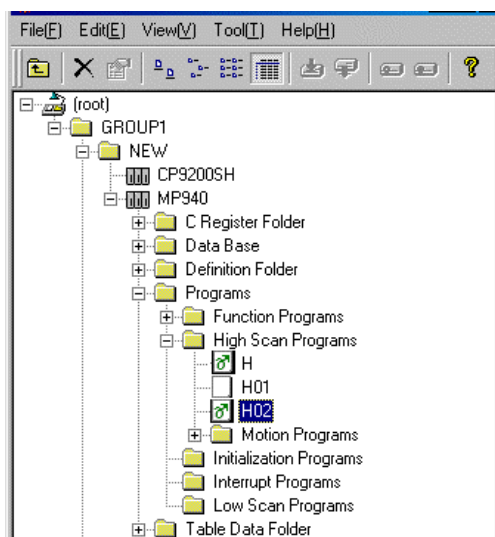 File(F) Edit(E) View(V) Tool(T) Help(H)
(root)
GROUP1
NEW
CP9200SH
MP940
C Register Folder
Data Base
Definition Folder
Programs
Function Programs
High Scan Programs
H
H01
H02
Motion Programs
Initialization Programs
Interrupt Programs
Low Scan Programs
Table Data Folder